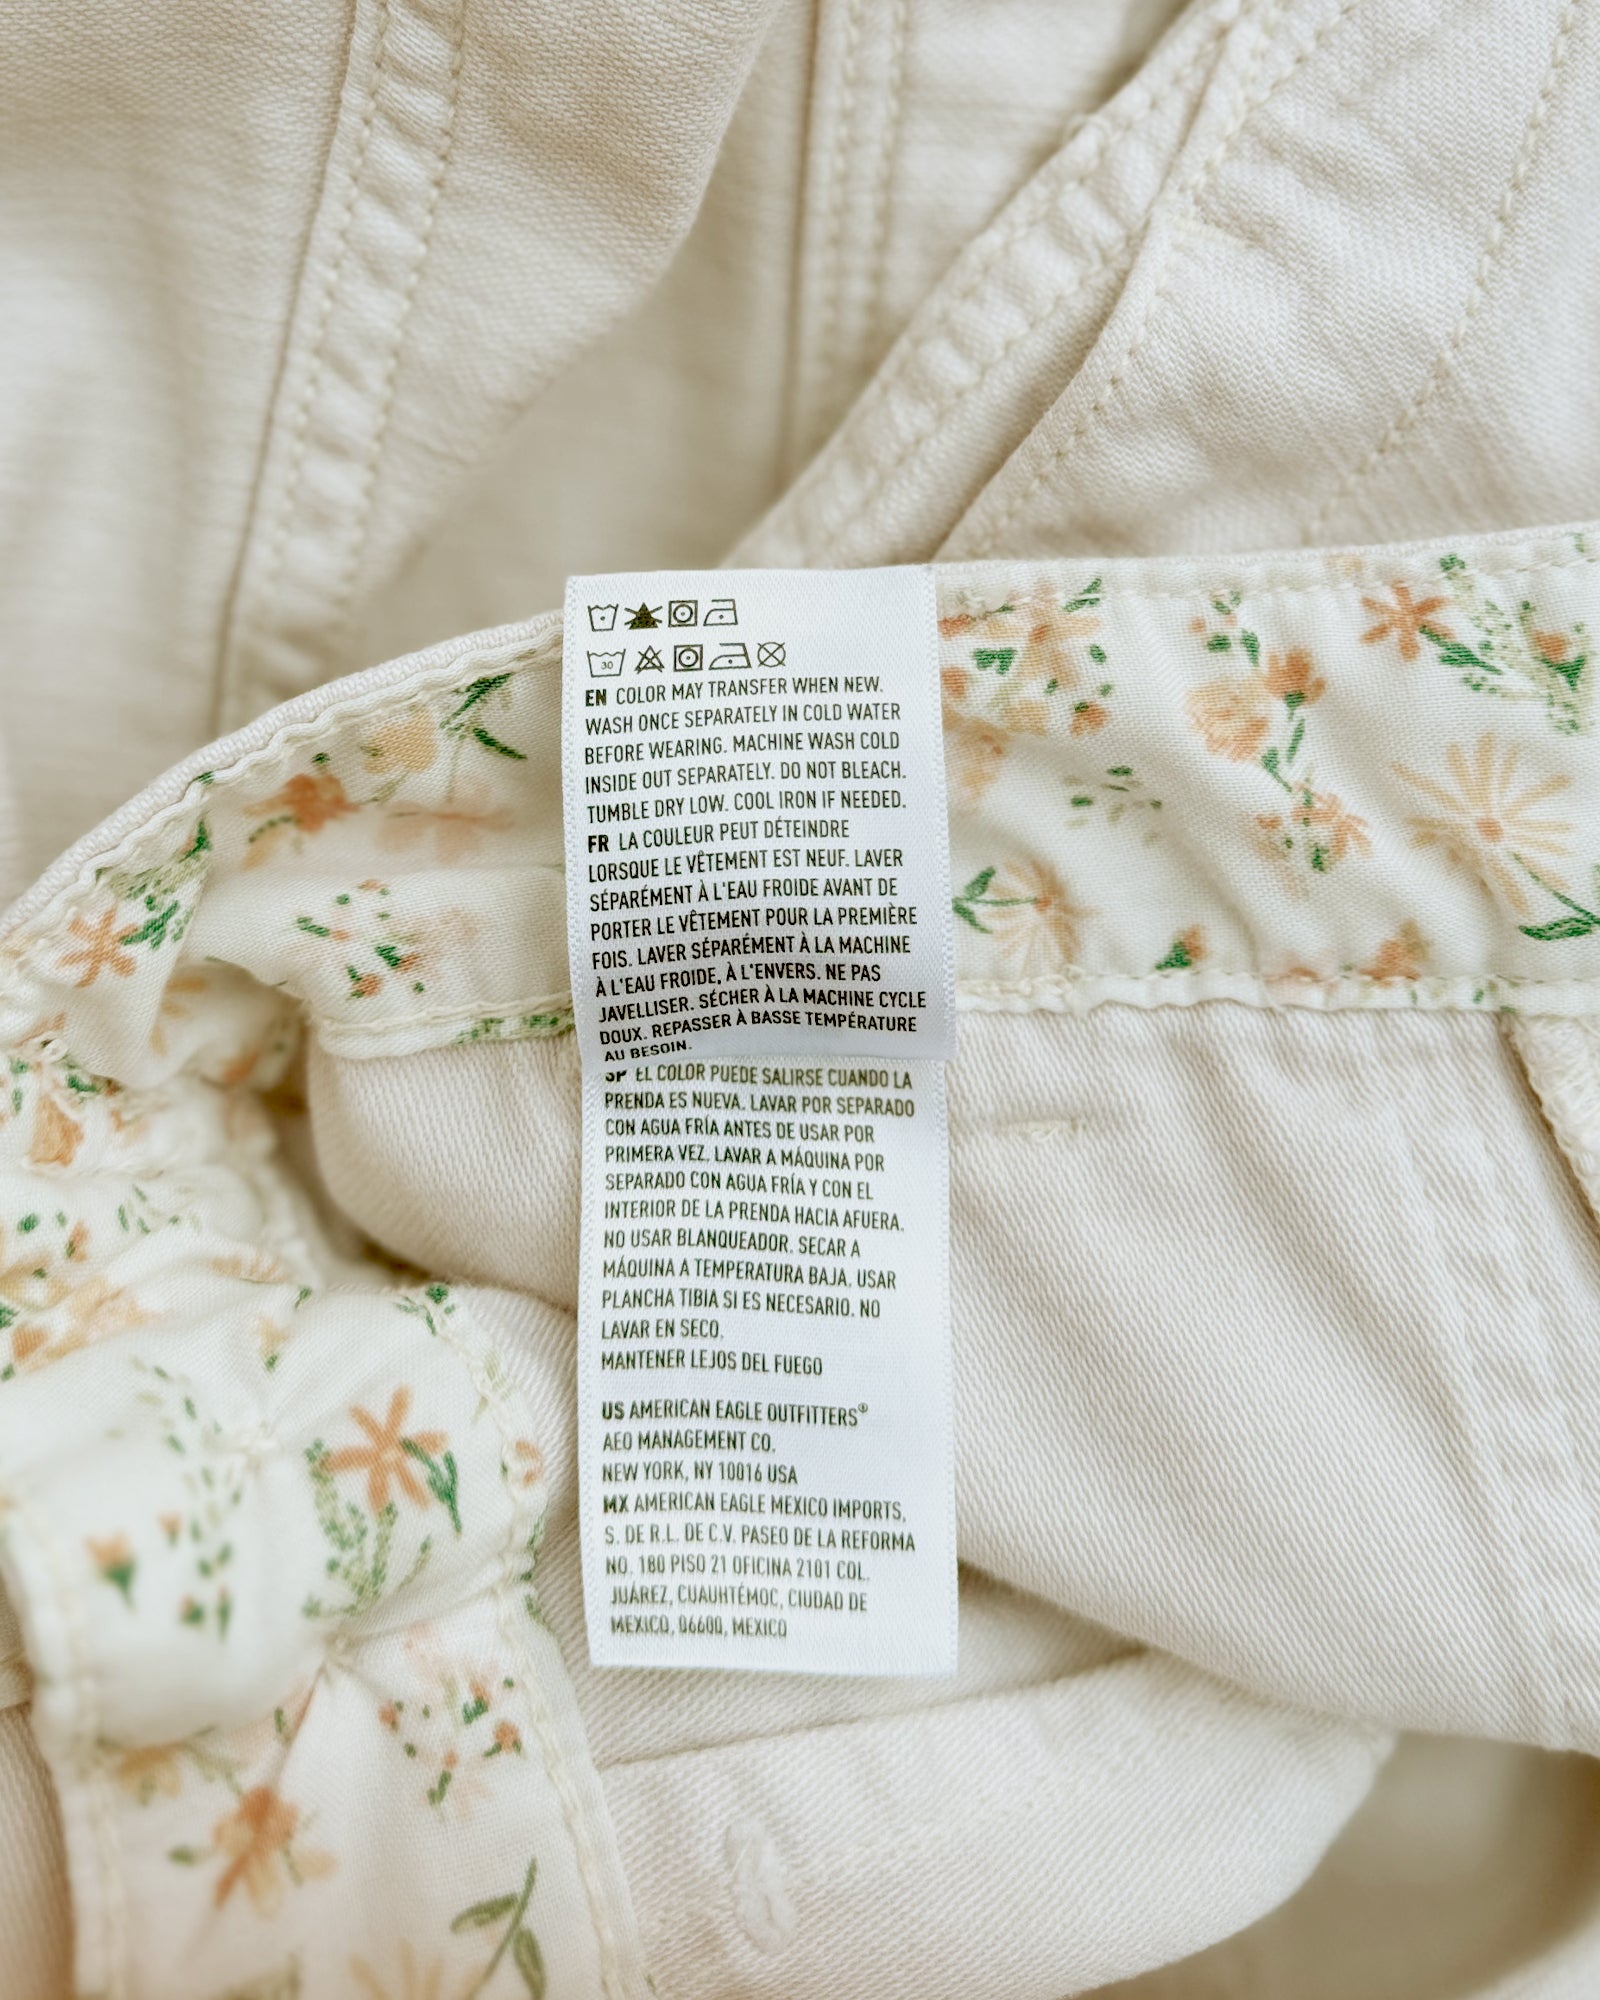 30
EN COLOR MAY TRANSFER WHEN NEW.
WASH ONCE SEPARATELY IN COLD WATER
BEFORE WEARING. MACHINE WASH COLD
INSIDE OUT SEPARATELY. DO NOT BLEACH.
TUMBLE DRY LOW. COOL IRON IF NEEDED.
FR LA COULEUR PEUT DÉTEINDRE
LORSQUE LE VÊTEMENT EST NEUF. LAVER
SÉPARÉMENT À L'EAU FROIDE AVANT DE
PORTER LE VÊTEMENT POUR LA PREMIÈRE
FOIS. LAVER SÉPARÉMENT À LA MACHINE
À L'EAU FROIDE, À L'ENVERS. NE PAS
JAVELLISER. SÉCHER À LA MACHINE CYCLE
DOUX. REPASSER À BASSE TEMPÉRATURE
AU BESOIN.
SP EL COLOR PUEDE SALIRSE CUANDO LA
PRENDA ES NUEVA. LAVAR POR SEPARADO
CON AGUA FRÍA ANTES DE USAR POR
PRIMERA VEZ. LAVAR A MÁQUINA POR
SEPARADO CON AGUA FRÍA Y CON EL
INTERIOR DE LA PRENDA HACIA AFUERA.
NO USAR BLANQUEADOR. SECAR A
MÁQUINA A TEMPERATURA BAJA. USAR
PLANCHA TIBIA SI ES NECESARIO. NO
LAVAR EN SECO.
MANTENER LEJOS DEL FUEGO
US AMERICAN EAGLE OUTFITTERS®
AEO MANAGEMENT CO.
NEW YORK, NY 10016 USA
MX AMERICAN EAGLE MEXICO IMPORTS,
S. DE R.L. DE C.V. PASEO DE LA REFORMA
NO. 180 PISO 21 OFICINA 2101 COL.
JUÁREZ, CUAUHTÉMOC, CIUDAD DE
MEXICO, 06600, MEXICO